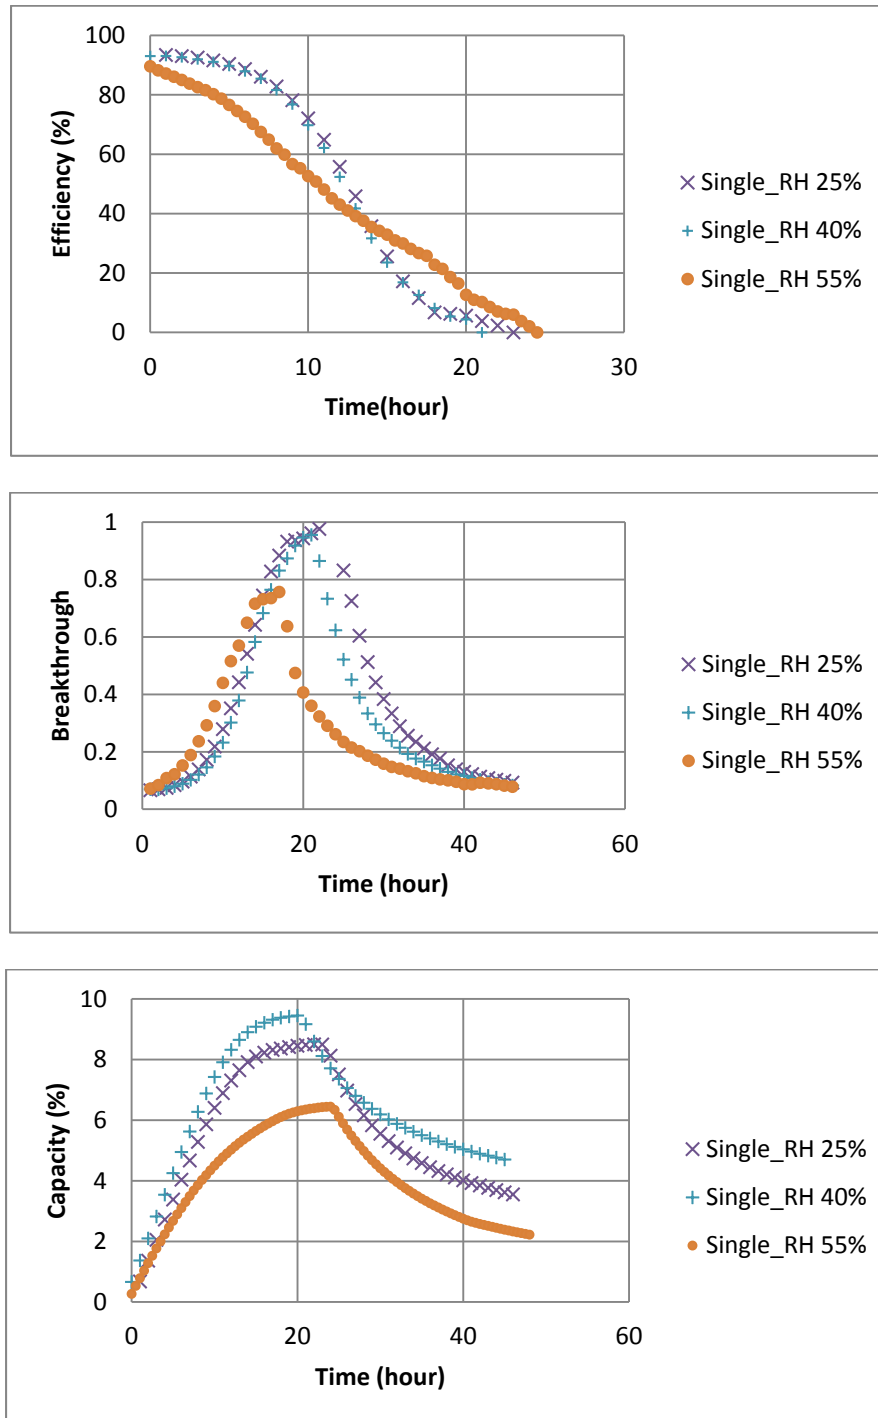 100
80
60
40
20
0
0 10 20 30
Efficiency (%)
Time(hour)
Single_RH 25%
Single_RH 40%
Single_RH 55%
1
0.8
0.6
0.4
0.2
0
0 20 40 60
Breakthrough
Time (hour)
Single_RH 25%
Single_RH 40%
Single_RH 55%
10
8
6
4
2
0
0 20 40 60
Capacity (%)
Time (hour)
Single_RH 25%
Single_RH 40%
Single_RH 55%